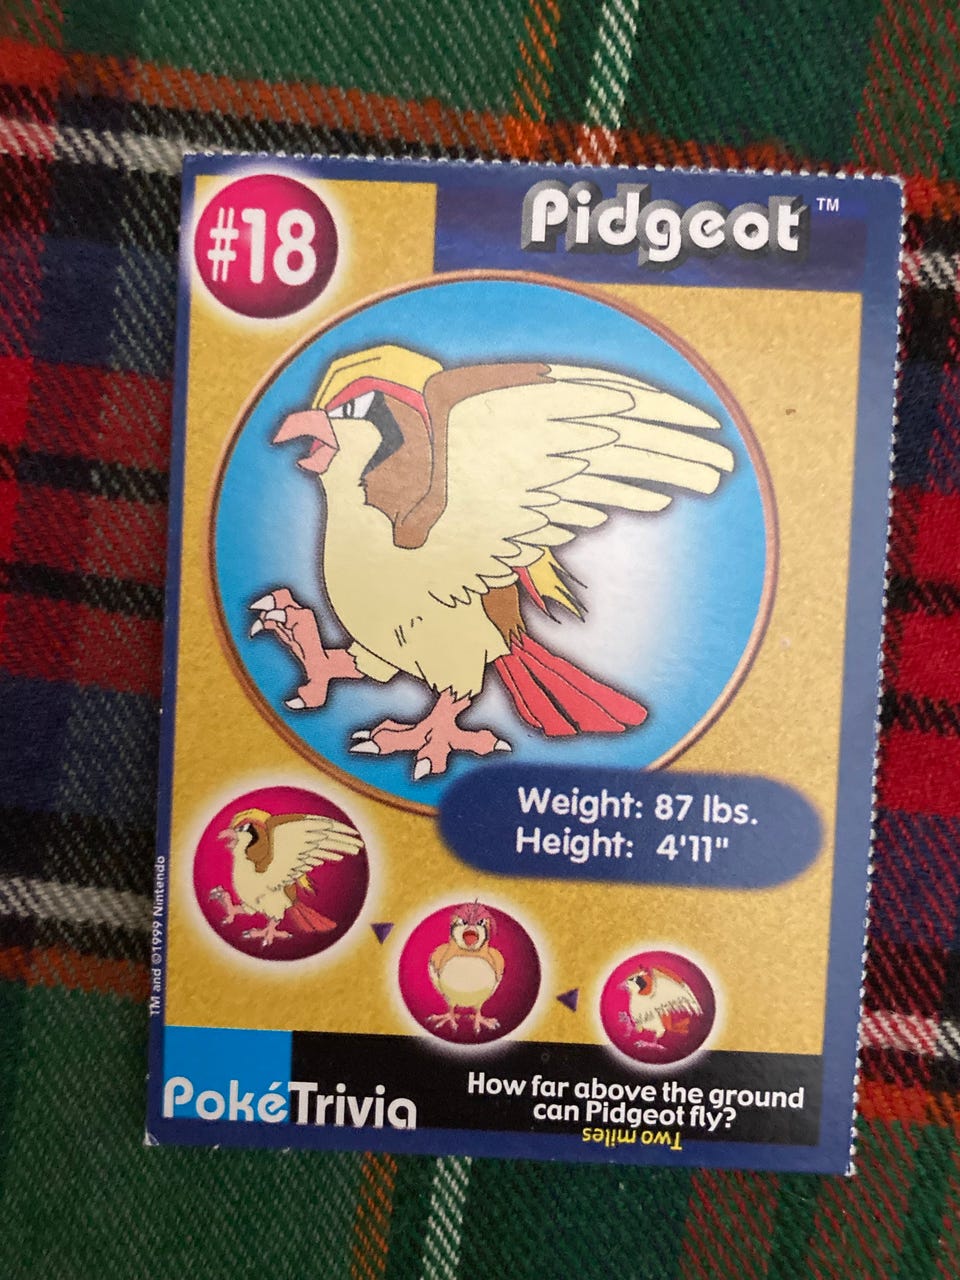 #18
Pidgeot™
Weight: 87 lbs.
Height: 4'11"
TM and ©1999 Nintendo
PokéTrivia
How far above the ground
can Pidgeot fly?
Two miles